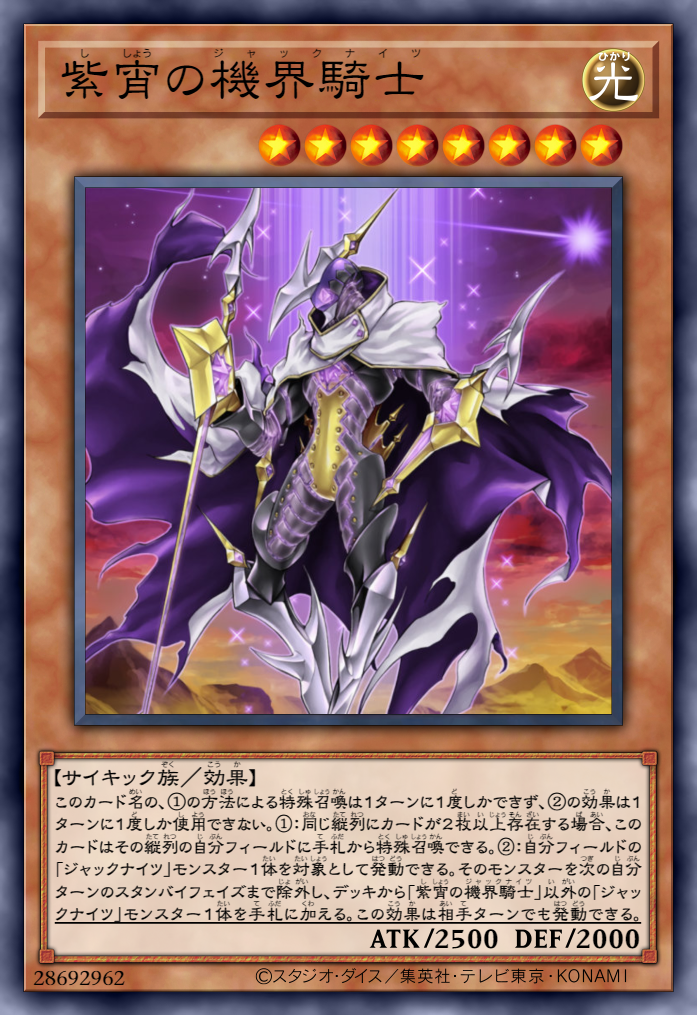 紫宵の機界騎士
光
【サイキック族／効果】
このカード名の、①の方法による特殊召喚は1ターンに1度しかできず、②の効果は1
ターンに1度しか使用できない。①：同じ縦列にカードが2枚以上存在する場合、この
カードはその縦列の自分フィールドに手札から特殊召喚できる。②：自分フィールドの
「ジャックナイツ」モンスター1体を対象として発動できる。そのモンスターを次の自分
ターンのスタンバイフェイズまで除外し、デッキから「紫宵の機界騎士」以外の「ジャッ
クナイツ」モンスター1体を手札に加える。この効果は相手ターンでも発動できる。
ATK/2500 DEF/2000
28692962 ©スタジオ・ダイス／集英社・テレビ東京・KONAMI